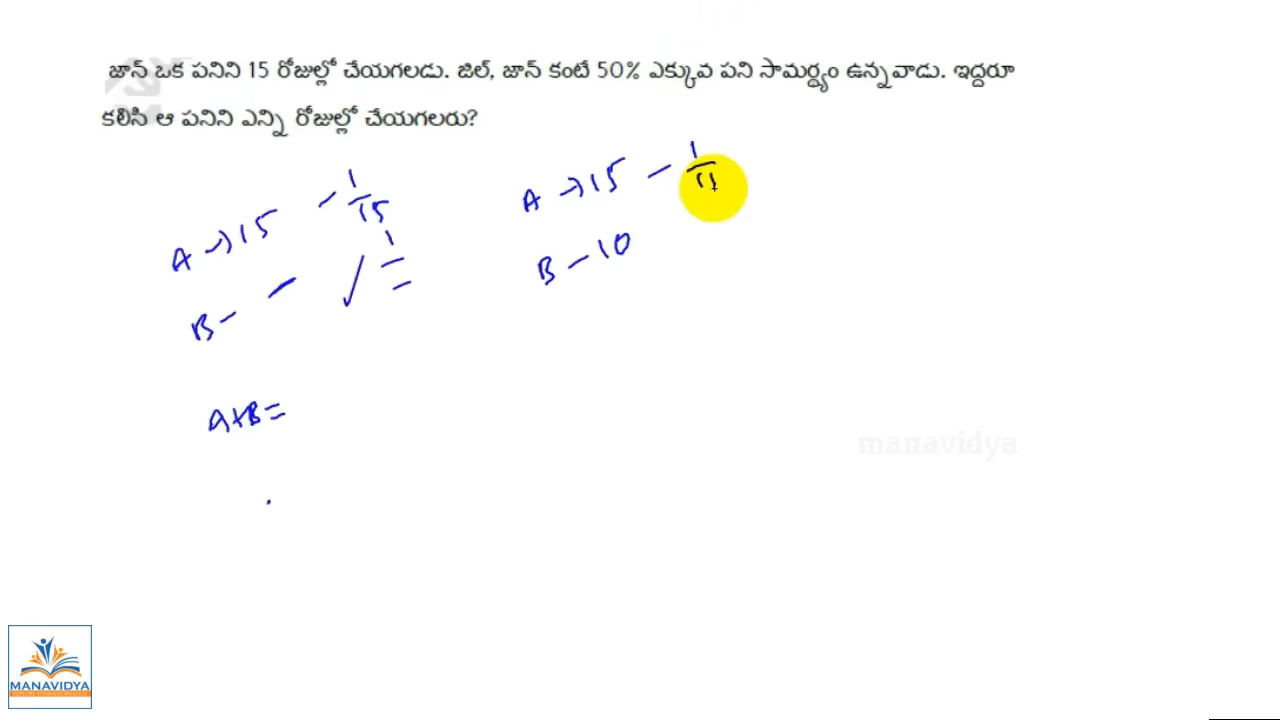 జాన్ ఒక పనిని 15 రోజుల్లో చేయగలడు. జిల్, జాన్ కంటే 50% ఎక్కువ పని సామర్థ్యం ఉన్నవాడు. ఇద్దరూ
కలిసి ఆ పనిని ఎన్ని రోజుల్లో చేయగలరు?
A → 15 – 1/15
B – – 1/
A+B =
A → 15 – 1/
B – 10
manavidya
MANAVIDYA